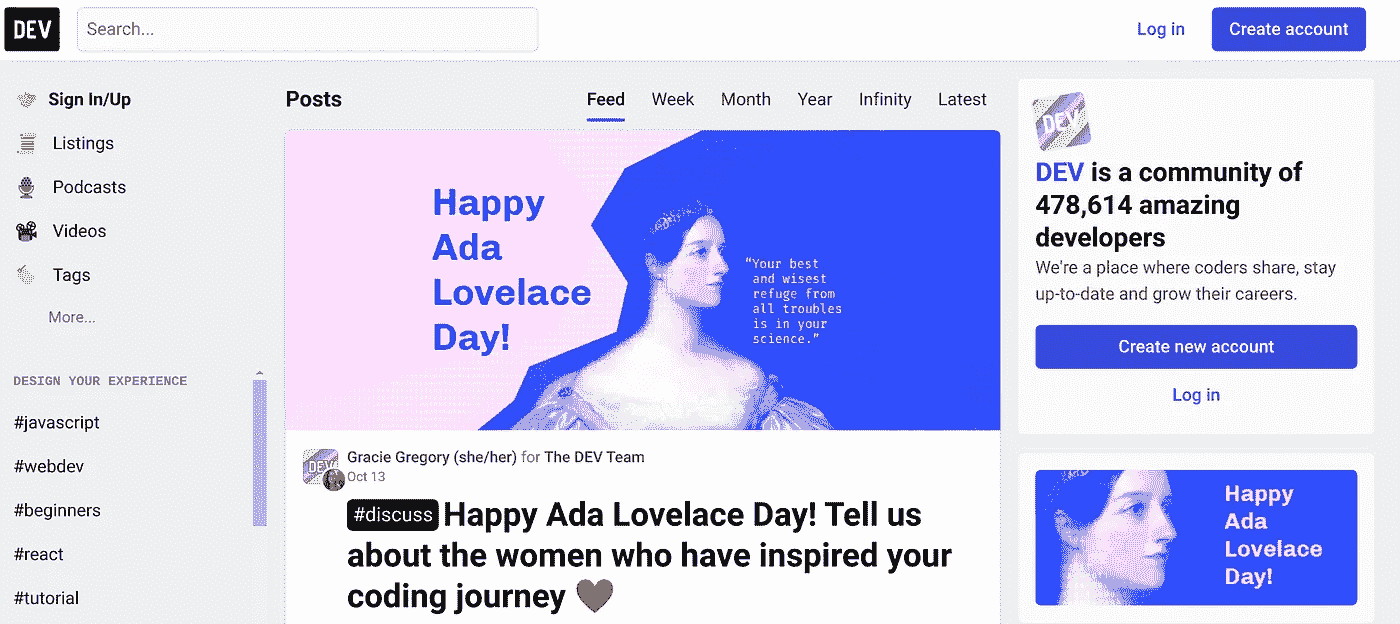 DEV
Search...
Log in
Create account
Sign In/Up
Listings
Podcasts
Videos
Tags
More...
DESIGN YOUR EXPERIENCE
#javascript
#webdev
#beginners
#react
#tutorial
Posts
Feed
Week
Month
Year
Infinity
Latest
Happy
Ada
Lovelace
Day!
“Your best
and wisest
refuge from
all troubles
is in your
science.”
DEV
Gracie Gregory (she/her) for The DEV Team
Oct 13
#discuss Happy Ada Lovelace Day! Tell us
about the women who have inspired your
coding journey
DEV
DEV is a community of
478,614 amazing
developers
We're a place where coders share, stay
up-to-date and grow their careers.
Create new account
Log in
Happy
Ada
Lovelace
Day!